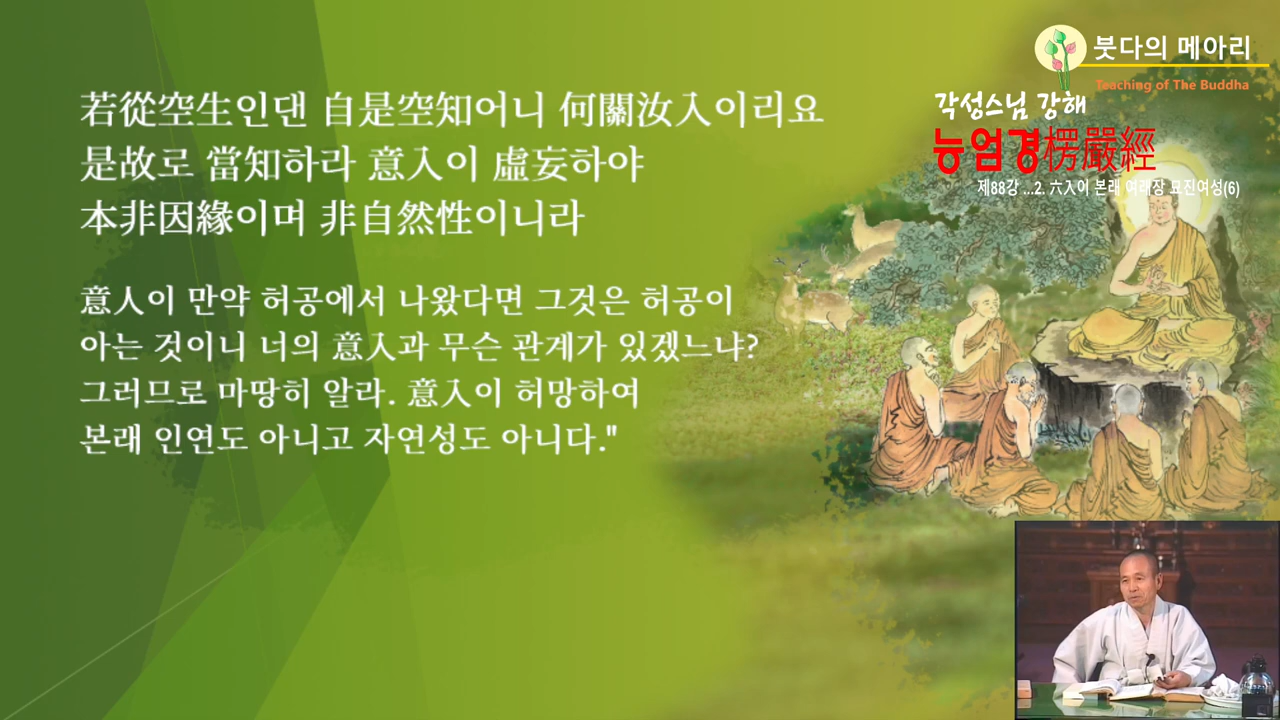 若從空生인댄 自是空知어니 何關汝入이리요
是故로 當知하라 意入이 虛妄하야
本非因緣이며 非自然性이니라
意人이 만약 허공에서 나왔다면 그것은 허공이
아는 것이니 너의 意入과 무슨 관계가 있겠느냐?
그러므로 마땅히 알라. 意入이 허망하여
본래 인연도 아니고 자연성도 아니다."
붓다의 메아리
Teaching of The Buddha
각성스님 강해
능엄경楞嚴經
제88강 ...2. 六入이 본래 여래장 묘진여성(6)